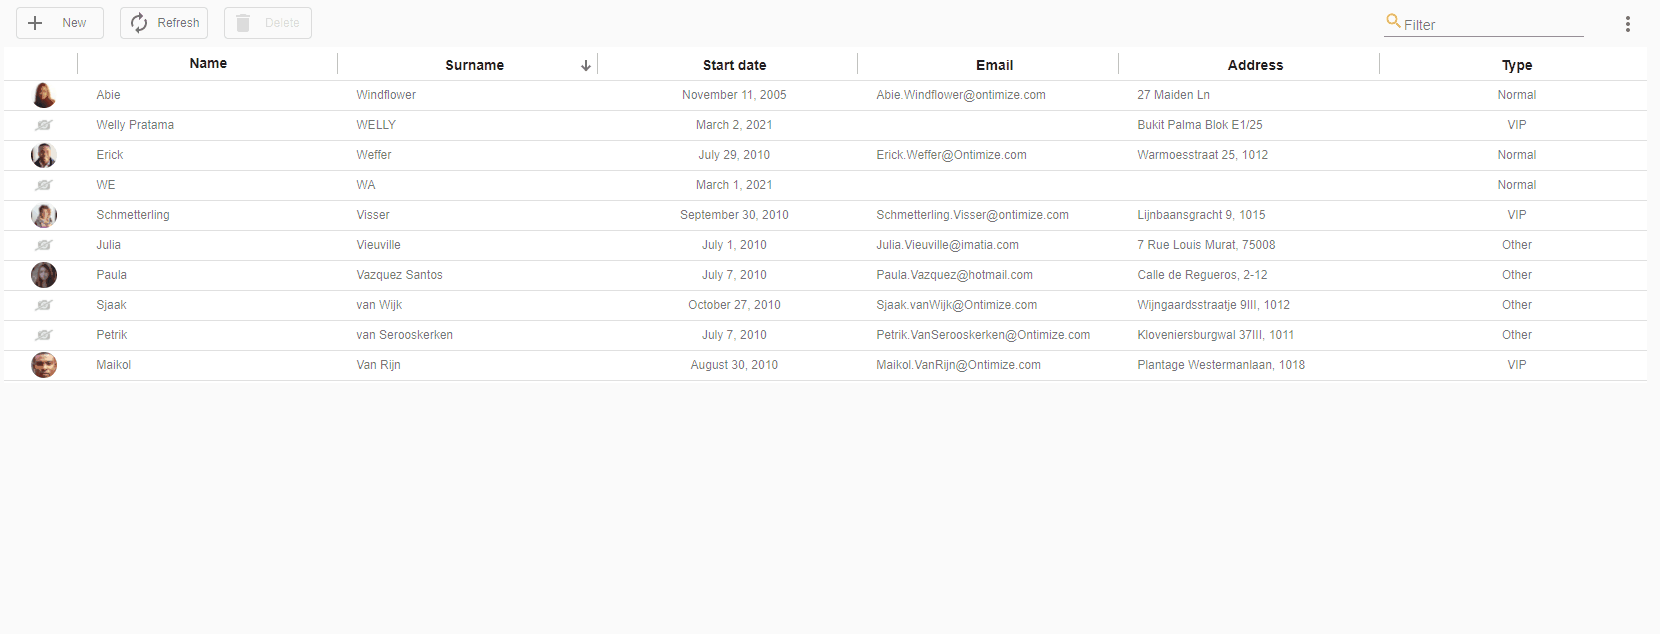 New Refresh Delete Filter
Name Surname Start date Email Address Type
Abie Windflower November 11, 2005 Abie.Windflower@ontimize.com 27 Maiden Ln Normal
Welly Pratama WELLY March 2, 2021 Bukit Palma Blok E1/25 VIP
Erick Weffer July 29, 2010 Erick.Weffer@Ontimize.com Warmoesstraat 25, 1012 Normal
WE WA March 1, 2021 Normal
Schmetterling Visser September 30, 2010 Schmetterling.Visser@ontimize.com Lijnbaansgracht 9, 1015 VIP
Julia Vieuville July 1, 2010 Julia.Vieuville@imatia.com 7 Rue Louis Murat, 75008 Other
Paula Vazquez Santos July 7, 2010 Paula.Vazquez@hotmail.com Calle de Regueros, 2-12 Other
Sjaak van Wijk October 27, 2010 Sjaak.vanWijk@Ontimize.com Wijngaardsstraatje 9III, 1012 Other
Petrik van Serooskerken July 7, 2010 Petrik.VanSerooskerken@Ontimize.com Kloveniersburgwal 37III, 1011 Other
Maikol Van Rijn August 30, 2010 Maikol.VanRijn@Ontimize.com Plantage Westermanlaan, 1018 VIP